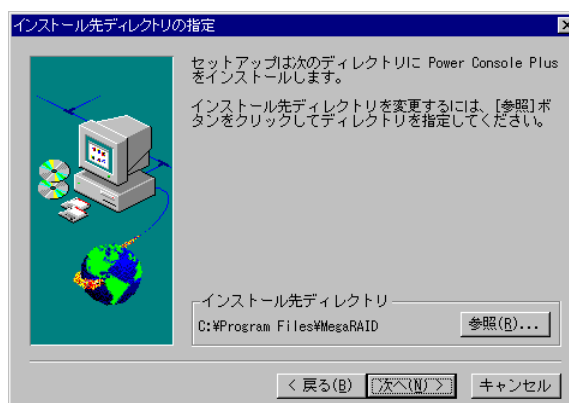 インストール先ディレクトリの指定
セットアップは次のディレクトリに Power Console Plus
をインストールします。
インストール先ディレクトリを変更するには、[参照]ボ
タンをクリックしてディレクトリを指定してください。
インストール先ディレクトリ
C:¥Program Files¥MegaRAID
参照(R)...
< 戻る(B)
次へ(N) >
キャンセル